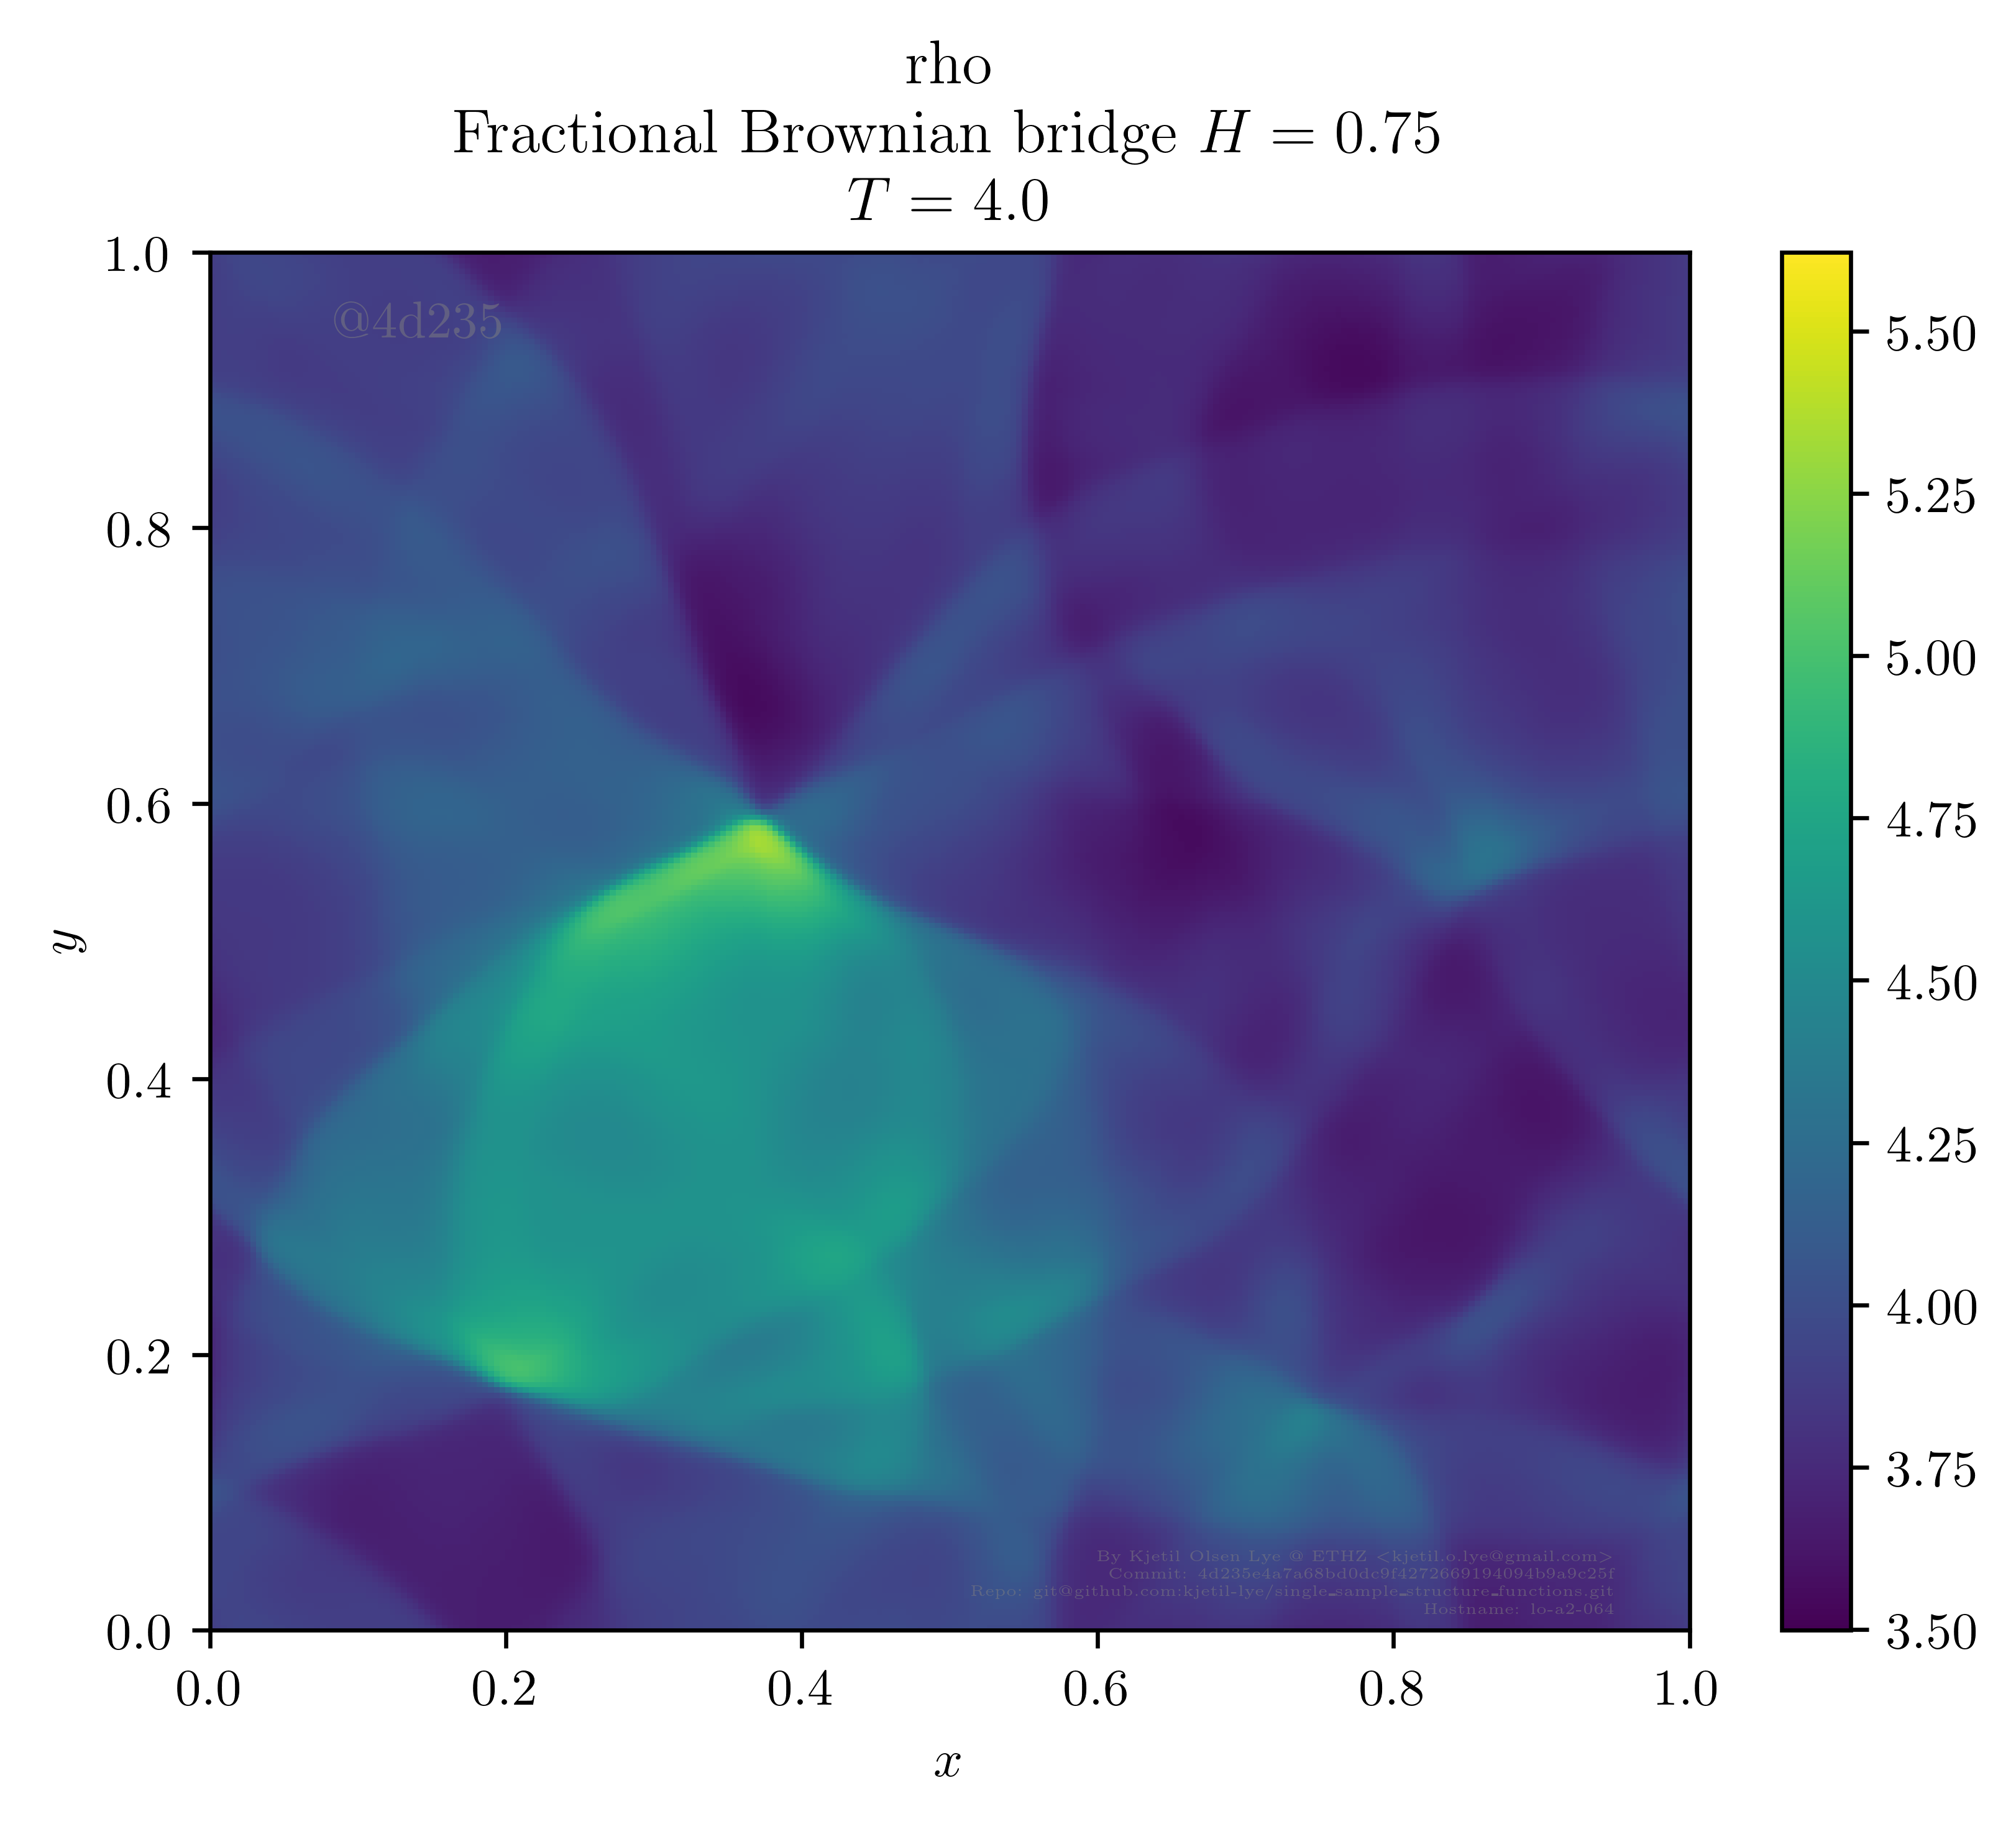 rho
Fractional Brownian bridge H = 0.75
T = 4.0
@4d235
1.0
0.8
0.6
0.4
0.2
0.0
y
0.0 0.2 0.4 0.6 0.8 1.0
x
5.50
5.25
5.00
4.75
4.50
4.25
4.00
3.75
3.50
By Kjetil Olsen Lye @ ETHZ <kjetil.o.lye@gmail.com>
Commit: 4d235e4a7a68bd0dc9f4272669194094b9a9c25f
Repo: git@github.com:kjetil-lye/single_sample_structure_functions.git
Hostname: lo-a2-064